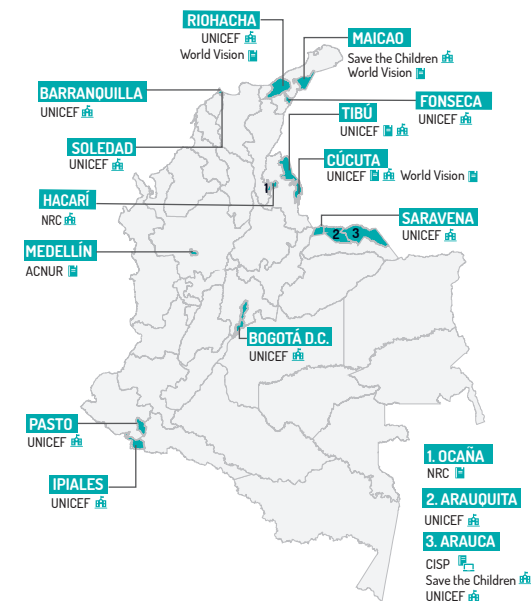 RIOHACHA
UNICEF
World Vision
MAICAO
Save the Children
World Vision
BARRANQUILLA
UNICEF
FONSECA
UNICEF
TIBÚ
UNICEF
SOLEDAD
UNICEF
CÚCUTA
UNICEF World Vision
1
HACARÍ
NRC
SARAVENA
UNICEF
2 3
MEDELLÍN
ACNUR
BOGOTÁ D.C.
UNICEF
PASTO
UNICEF
IPIALES
UNICEF
1. OCAÑA
NRC
2. ARAUQUITA
UNICEF
3. ARAUCA
CISP
Save the Children
UNICEF